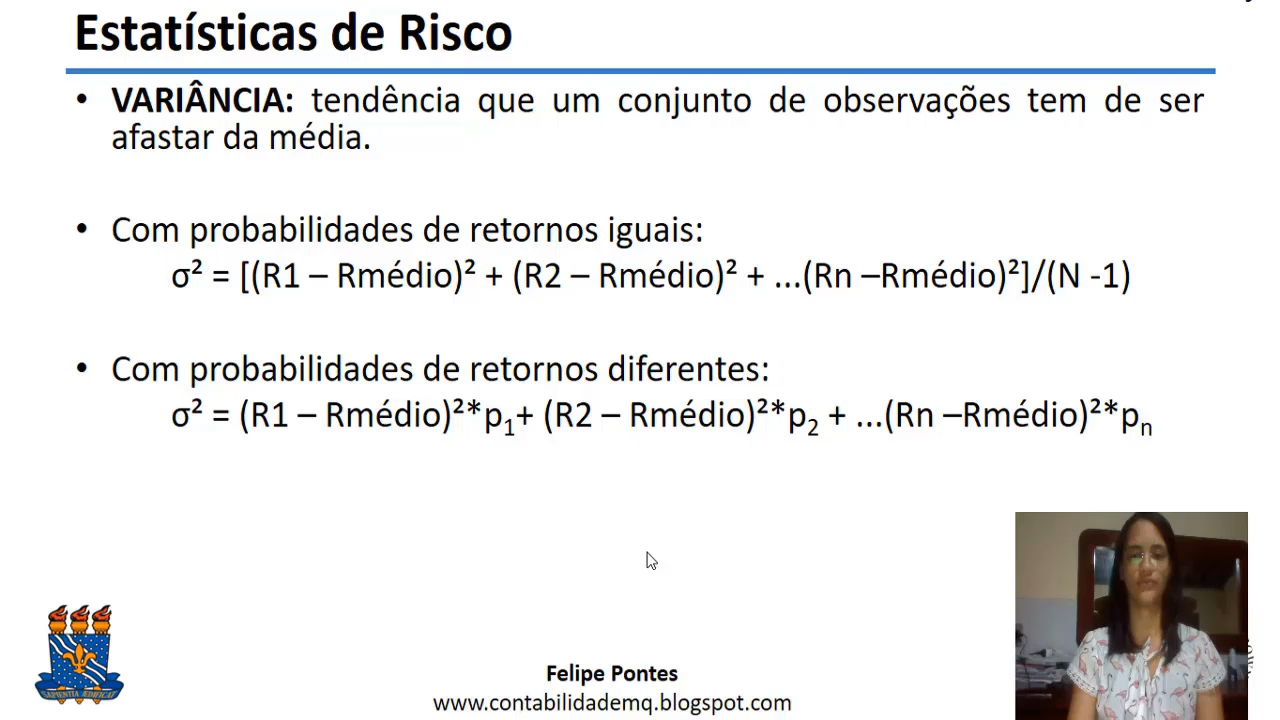 Estatísticas de Risco
• VARIÂNCIA: tendência que um conjunto de observações tem de ser
afastar da média.
• Com probabilidades de retornos iguais:
σ² = [(R1 – Rmédio)² + (R2 – Rmédio)² + ...(Rn –Rmédio)²]/(N -1)
• Com probabilidades de retornos diferentes:
σ² = (R1 – Rmédio)²*p₁+ (R2 – Rmédio)²*p₂ + ...(Rn –Rmédio)²*pₙ
SAPIENTIA ÆDIFICAT
Felipe Pontes
www.contabilidademq.blogspot.com